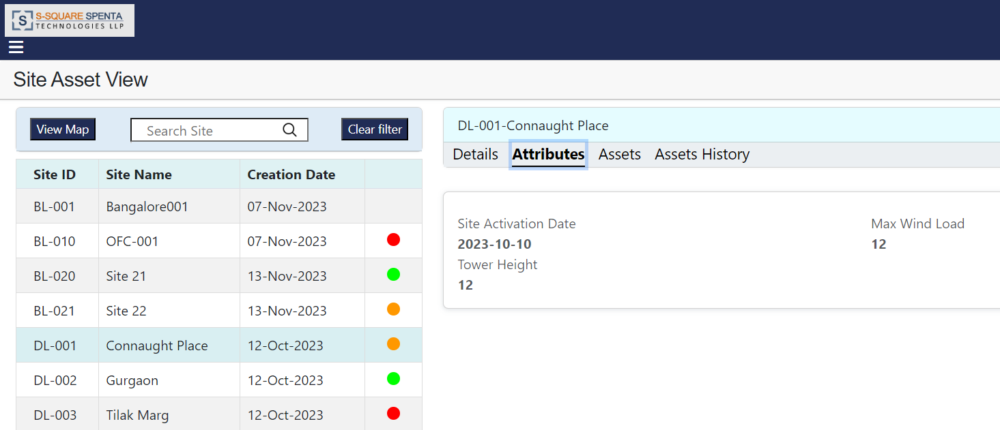 S
S-SQUARE SPENTA
TECHNOLOGIES LLP
Site Asset View
View Map Search Site Clear filter
Site ID Site Name Creation Date
BL-001 Bangalore001 07-Nov-2023
BL-010 OFC-001 07-Nov-2023
BL-020 Site 21 13-Nov-2023
BL-021 Site 22 13-Nov-2023
DL-001 Connaught Place 12-Oct-2023
DL-002 Gurgaon 12-Oct-2023
DL-003 Tilak Marg 12-Oct-2023
DL-001-Connaught Place
Details Attributes Assets Assets History
Site Activation Date Max Wind Load
2023-10-10 12
Tower Height
12